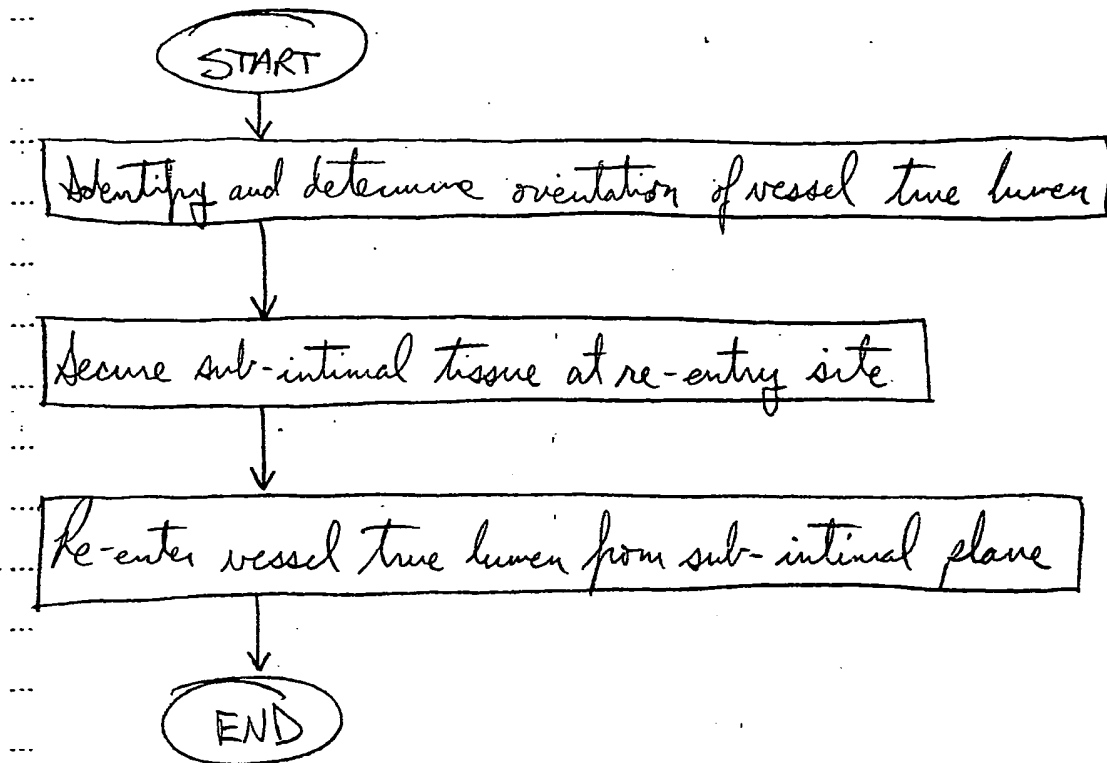 START
Identify and determine orientation of vessel true lumen
Secure sub-intimal tissue at re-entry site
Re-enter vessel true lumen from sub-intimal plane
END